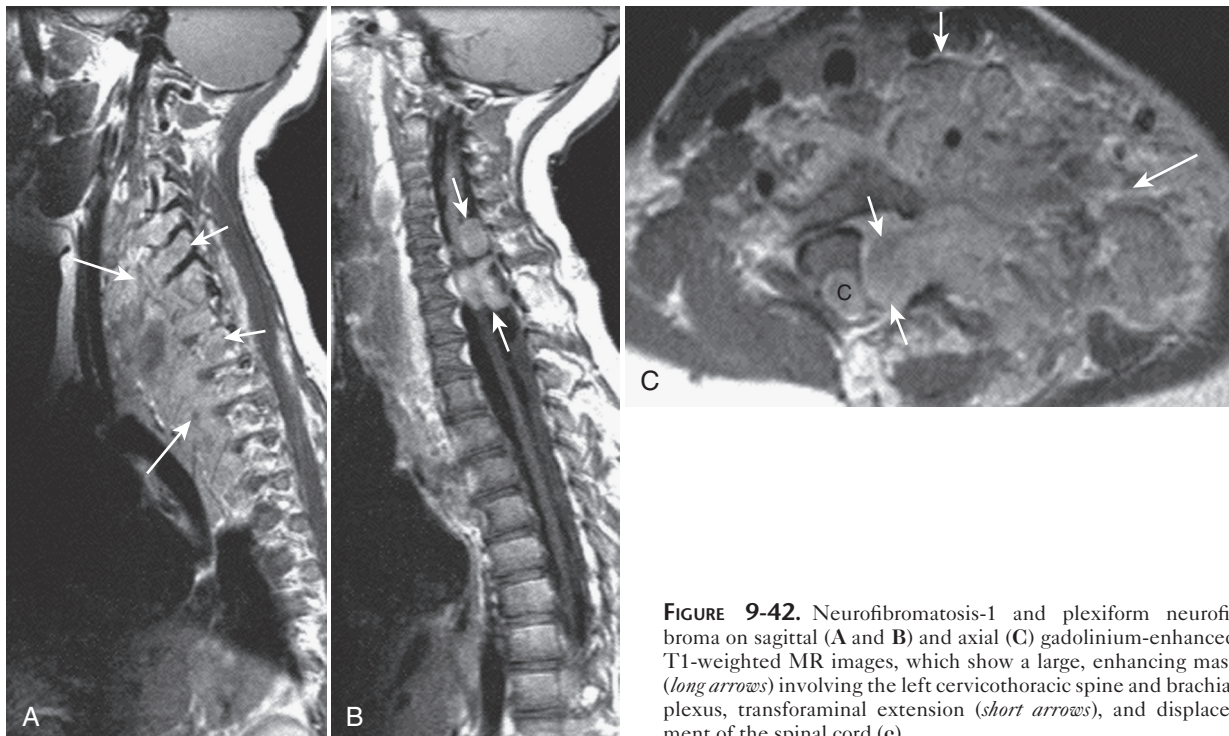 A
B
C
C
FIGURE 9-42. Neurofibromatosis-1 and plexiform neurofi
broma on sagittal (A and B) and axial (C) gadolinium-enhanced
T1-weighted MR images, which show a large, enhancing mas
(long arrows) involving the left cervicothoracic spine and brachia
plexus, transforaminal extension (short arrows), and displace
ment of the spinal cord (c)